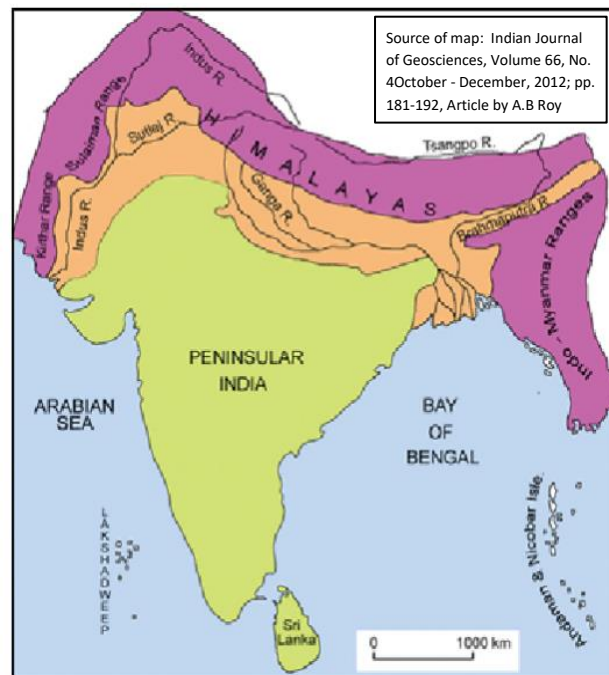 Source of map: Indian Journal
of Geosciences, Volume 66, No.
4October - December, 2012; pp.
181-192, Article by A.B Roy
Indus R.
Sulaiman Range
Sutlej R.
HIMALAYAS
Tsangpo R.
Kirthar Range
Indus R.
Ganga R.
Brahmaputra R.
Indo - Myanmar Ranges
PENINSULAR
INDIA
ARABIAN
SEA
BAY
OF
BENGAL
LAKSHADWEEP
Andaman & Nicobar Isle.
Sri
Lanka
0 1000 km